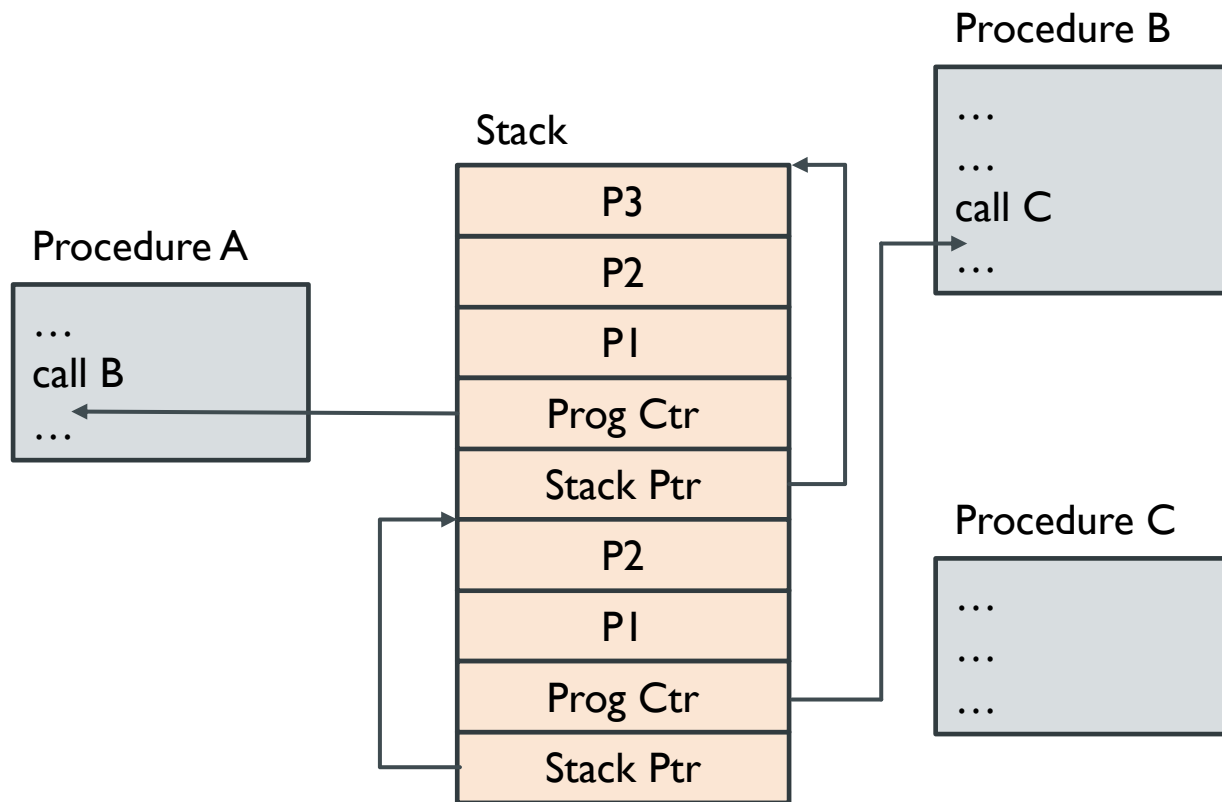 Procedure A
…
call B
…
Stack
P3
P2
P1
Prog Ctr
Stack Ptr
P2
P1
Prog Ctr
Stack Ptr
Procedure B
…
…
call C
…
Procedure C
…
…
…